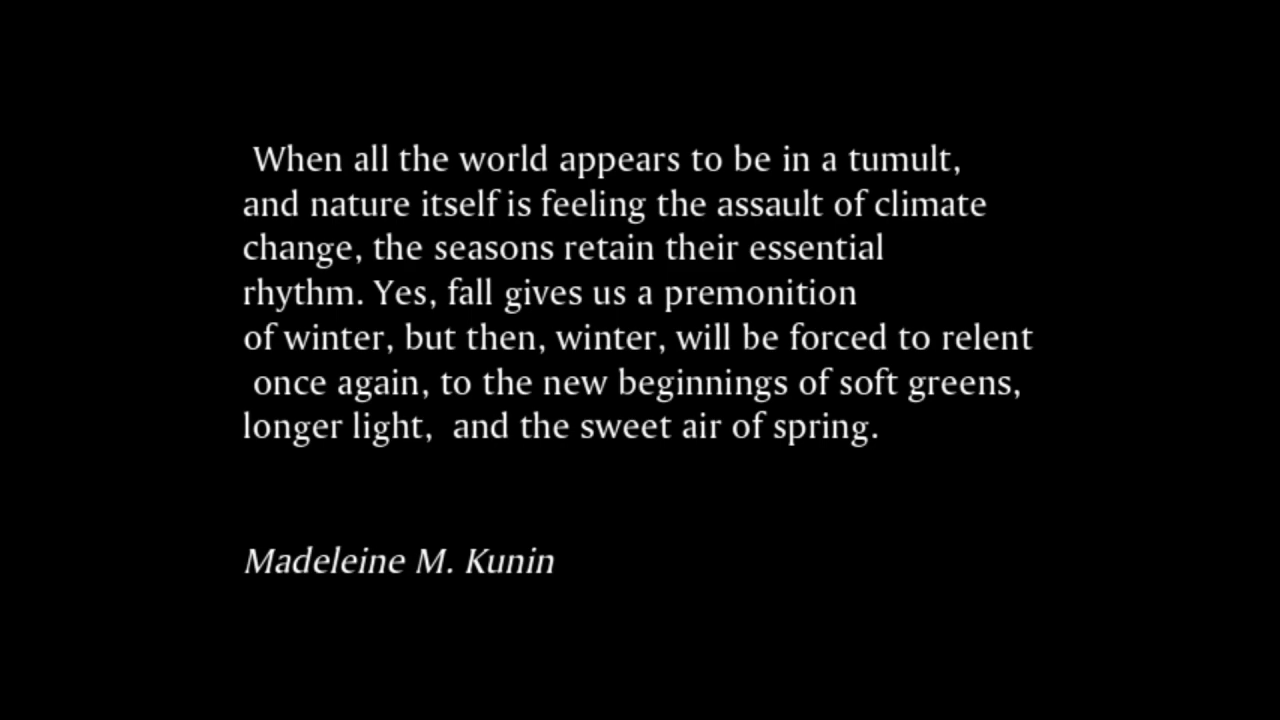 When all the world appears to be in a tumult,
and nature itself is feeling the assault of climate
change, the seasons retain their essential
rhythm. Yes, fall gives us a premonition
of winter, but then, winter, will be forced to relent
once again, to the new beginnings of soft greens,
longer light,  and the sweet air of spring.
Madeleine M. Kunin